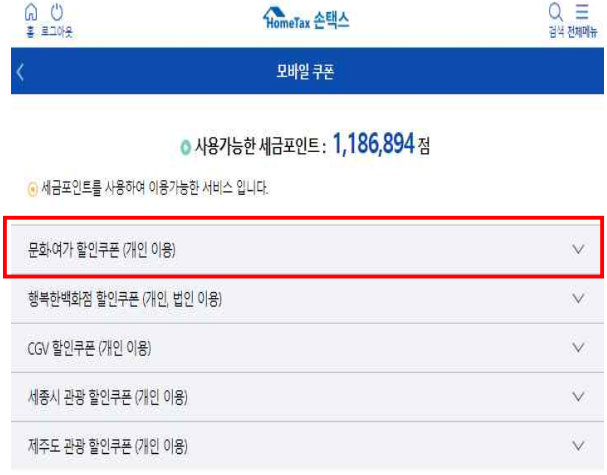 HomeTax 손택스
홈 로그아웃
검색 전체메뉴
모바일 쿠폰
사용가능한 세금포인트 : 1,186,894 점
세금포인트를 사용하여 이용가능한 서비스 입니다.
문화·여가 할인쿠폰 (개인 이용)
행복한백화점 할인쿠폰 (개인, 법인 이용)
CGV 할인쿠폰 (개인 이용)
세종시 관광 할인쿠폰 (개인 이용)
제주도 관광 할인쿠폰 (개인 이용)